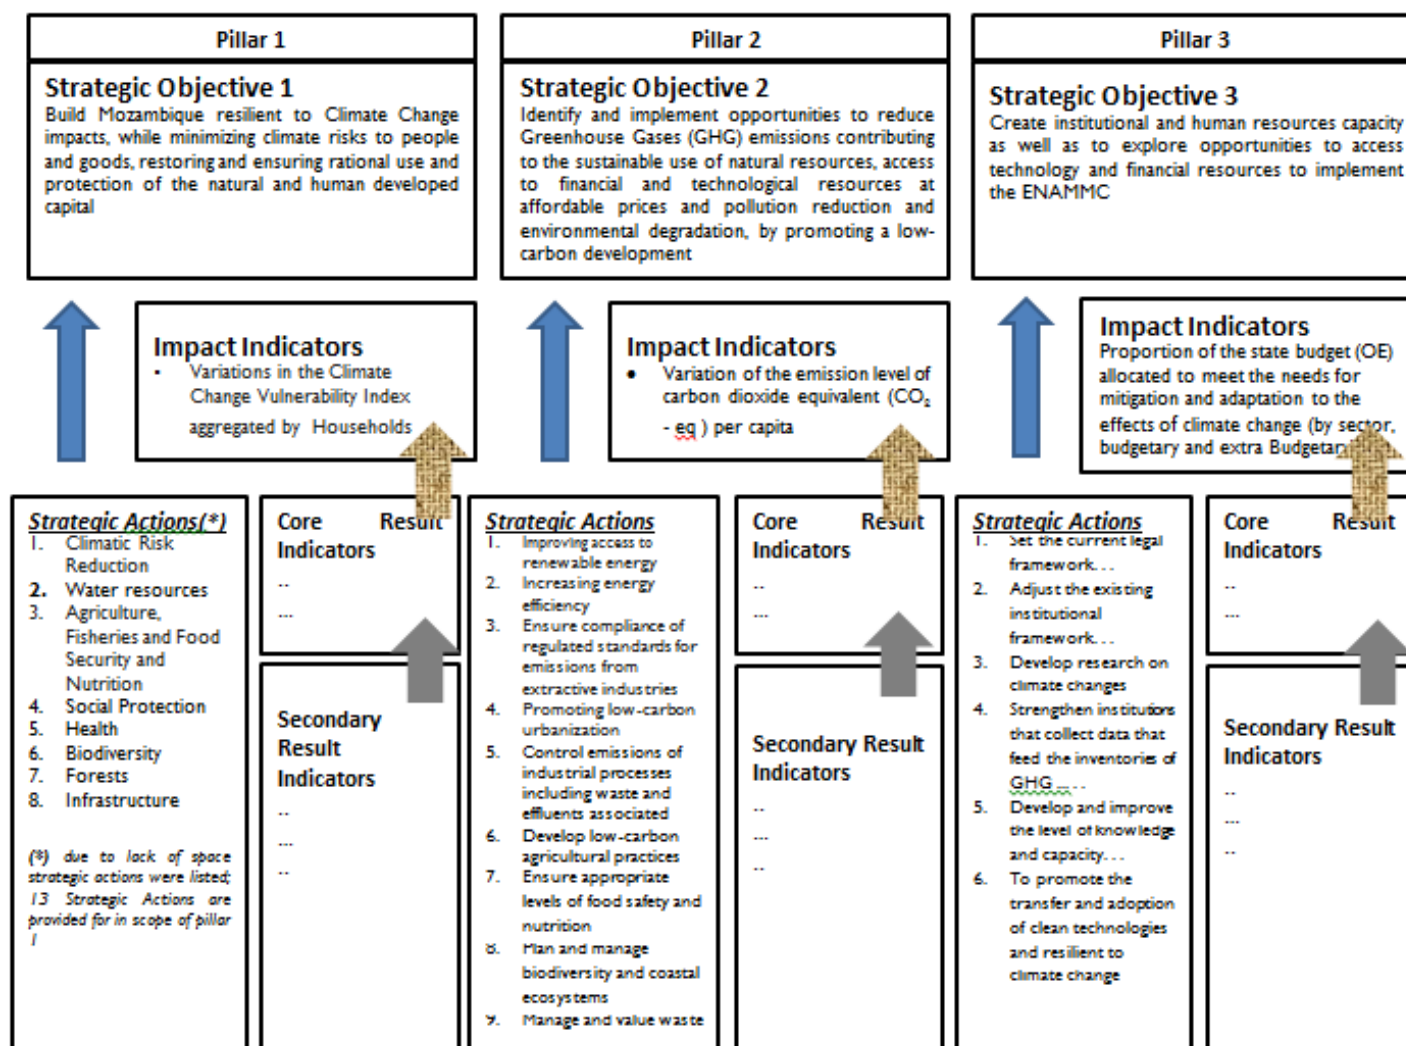 Pillar 1
Strategic Objective 1
Build Mozambique resilient to Climate Change
impacts, while minimizing climate risks to people
and goods, restoring and ensuring rational use and
protection of the natural and human developed
capital
Pillar 2
Strategic Objective 2
Identify and implement opportunities to reduce
Greenhouse Gases (GHG) emissions contributing
to the sustainable use of natural resources, access
to financial and technological resources at
affordable prices and pollution reduction and
environmental degradation, by promoting a low-
carbon development
Pillar 3
Strategic Objective 3
Create institutional and human resources capacity
as well as to explore opportunities to access
technology and financial resources to implement
the ENAMMC
Impact Indicators
• Variations in the Climate
Change Vulnerability Index
aggregated by Households
Impact Indicators
• Variation of the emission level of
carbon dioxide equivalent (CO₂
- eq ) per capita
Impact Indicators
Proportion of the state budget (OE)
allocated to meet the needs for
mitigation and adaptation to the
effects of climate change (by sector,
budgetary and extra Budgetar
Strategic Actions(*)
1. Climatic Risk
Reduction
2. Water resources
3. Agriculture,
Fisheries and Food
Security and
Nutrition
4. Social Protection
5. Health
6. Biodiversity
7. Forests
8. Infrastructure
(*) due to lack of space
strategic actions were listed;
13 Strategic Actions are
provided for in scope of pillar
1
Core Result
Indicators
..
...
Secondary
Result
Indicators
..
...
..
Strategic Actions
1. Improving access to
renewable energy
2. Increasing energy
efficiency
3. Ensure compliance of
regulated standards for
emissions from
extractive industries
4. Promoting low-carbon
urbanization
5. Control emissions of
industrial processes
including waste and
effluents associated
6. Develop low-carbon
agricultural practices
7. Ensure appropriate
levels of food safety and
nutrition
8. Plan and manage
biodiversity and coastal
ecosystems
9. Manage and value waste
Core Result
Indicators
..
...
Secondary Result
Indicators
..
...
..
Strategic Actions
1. Set the current legal
framework...
2. Adjust the existing
institutional
framework...
3. Develop research on
climate changes
4. Strengthen institutions
that collect data that
feed the inventories of
GHG .....
5. Develop and improve
the level of knowledge
and capacity...
6. To promote the
transfer and adoption
of clean technologies
and resilient to
climate change
Core Result
Indicators
..
...
Secondary Result
Indicators
..
...
..